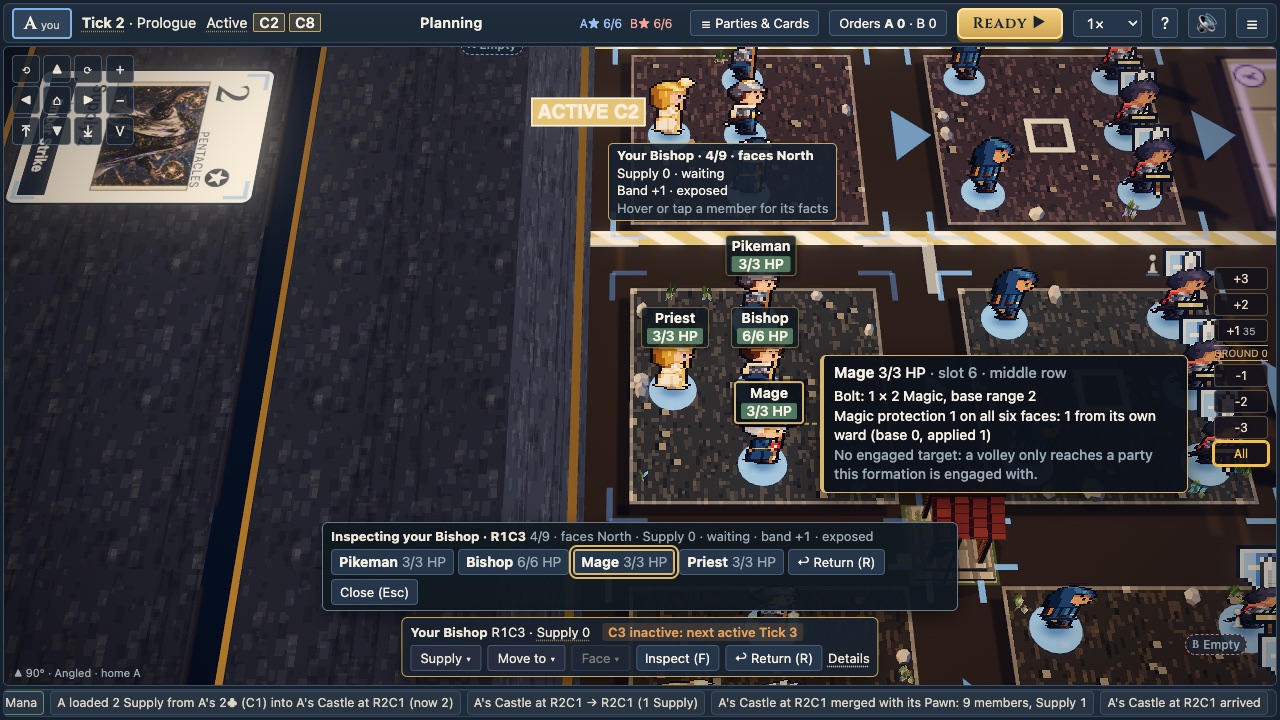 A you
Tick 2 · Prologue Active C2 C8
Planning
A★ 6/6 B★ 6/6
≡ Parties & Cards
Orders A 0 · B 0
READY ▶
1×
?
≡
Empty
2
PENTACLES
V
ACTIVE C2
Your Bishop · 4/9 · faces North
Supply 0 · waiting
Band +1 · exposed
Hover or tap a member for its facts
Pikeman
3/3 HP
Priest
3/3 HP
Bishop
6/6 HP
Mage
3/3 HP
Mage 3/3 HP · slot 6 · middle row
Bolt: 1 × 2 Magic, base range 2
Magic protection 1 on all six faces: 1 from its own
ward (base 0, applied 1)
No engaged target: a volley only reaches a party
this formation is engaged with.
+3
+2
+1 35
GROUND 0
-1
-2
-3
All
Inspecting your Bishop · R1C3 4/9 · faces North · Supply 0 · waiting · band +1 · exposed
Pikeman 3/3 HP
Bishop 6/6 HP
Mage 3/3 HP
Priest 3/3 HP
↩ Return (R)
Close (Esc)
Your Bishop R1C3 · Supply 0 C3 inactive: next active Tick 3
Supply ▾
Move to ▾
Face ▾
Inspect (F)
↩ Return (R)
Details
B Empty
▲ 90° · Angled · home A
Mana
A loaded 2 Supply from A's 2♣ (C1) into A's Castle at R2C1 (now 2)
A's Castle at R2C1 → R2C1 (1 Supply)
A's Castle at R2C1 merged with its Pawn: 9 members, Supply 1
A's Castle at R2C1 arrived